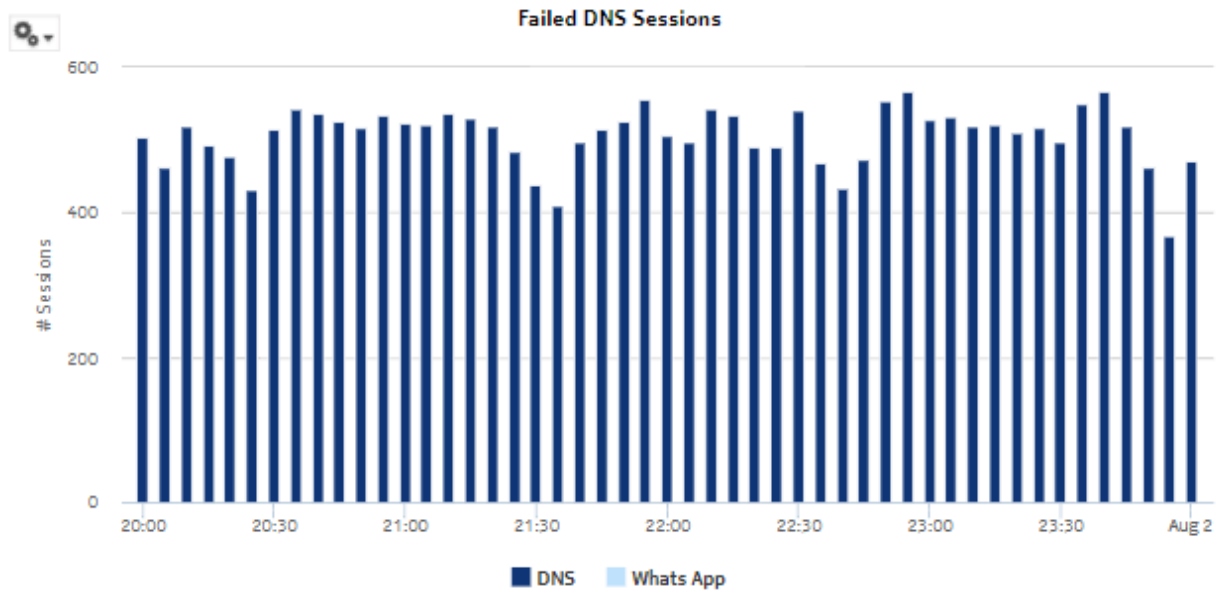 Failed DNS Sessions
600
400
200
0
# Sessions
20:00 20:30 21:00 21:30 22:00 22:30 23:00 23:30 Aug 2
DNS Whats App